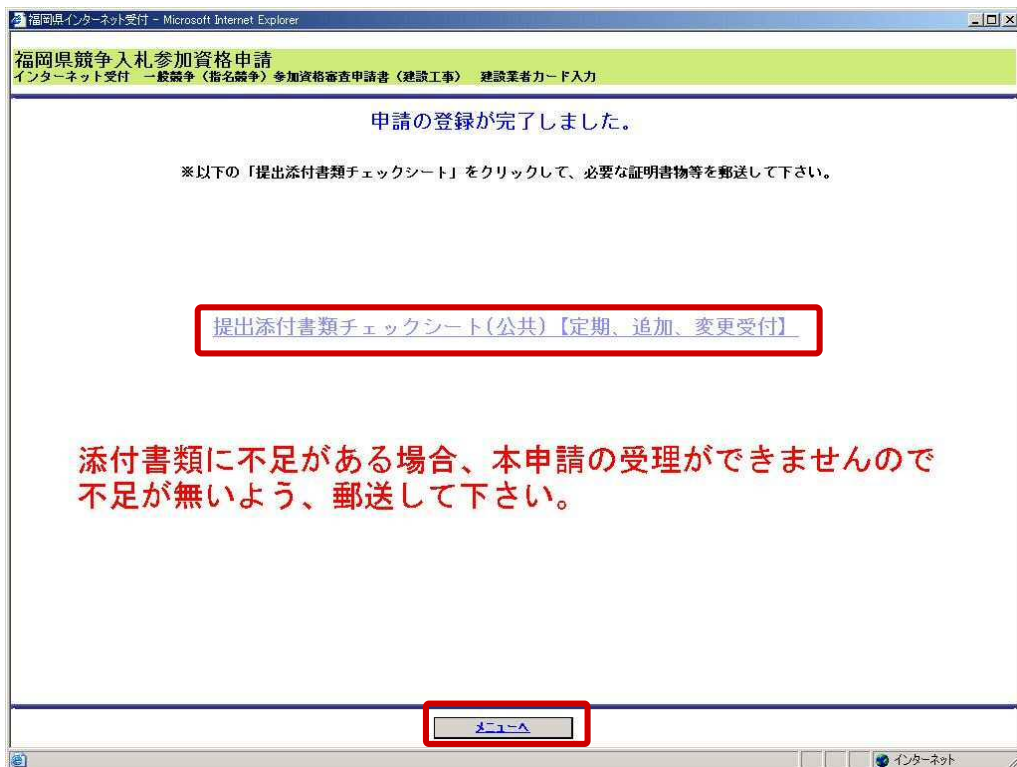 福岡県インターネット受付 - Microsoft Internet Explorer
福岡県競争入札参加資格申請
インターネット受付　一般競争（指名競争）参加資格審査申請書（建設工事）　建設業者カード入力
申請の登録が完了しました。
※以下の「提出添付書類チェックシート」をクリックして、必要な証明書物等を郵送して下さい。
提出添付書類チェックシート(公共)【定期、追加、変更受付】
添付書類に不足がある場合、本申請の受理ができませんので
不足が無いよう、郵送して下さい。
メニューへ
インターネット